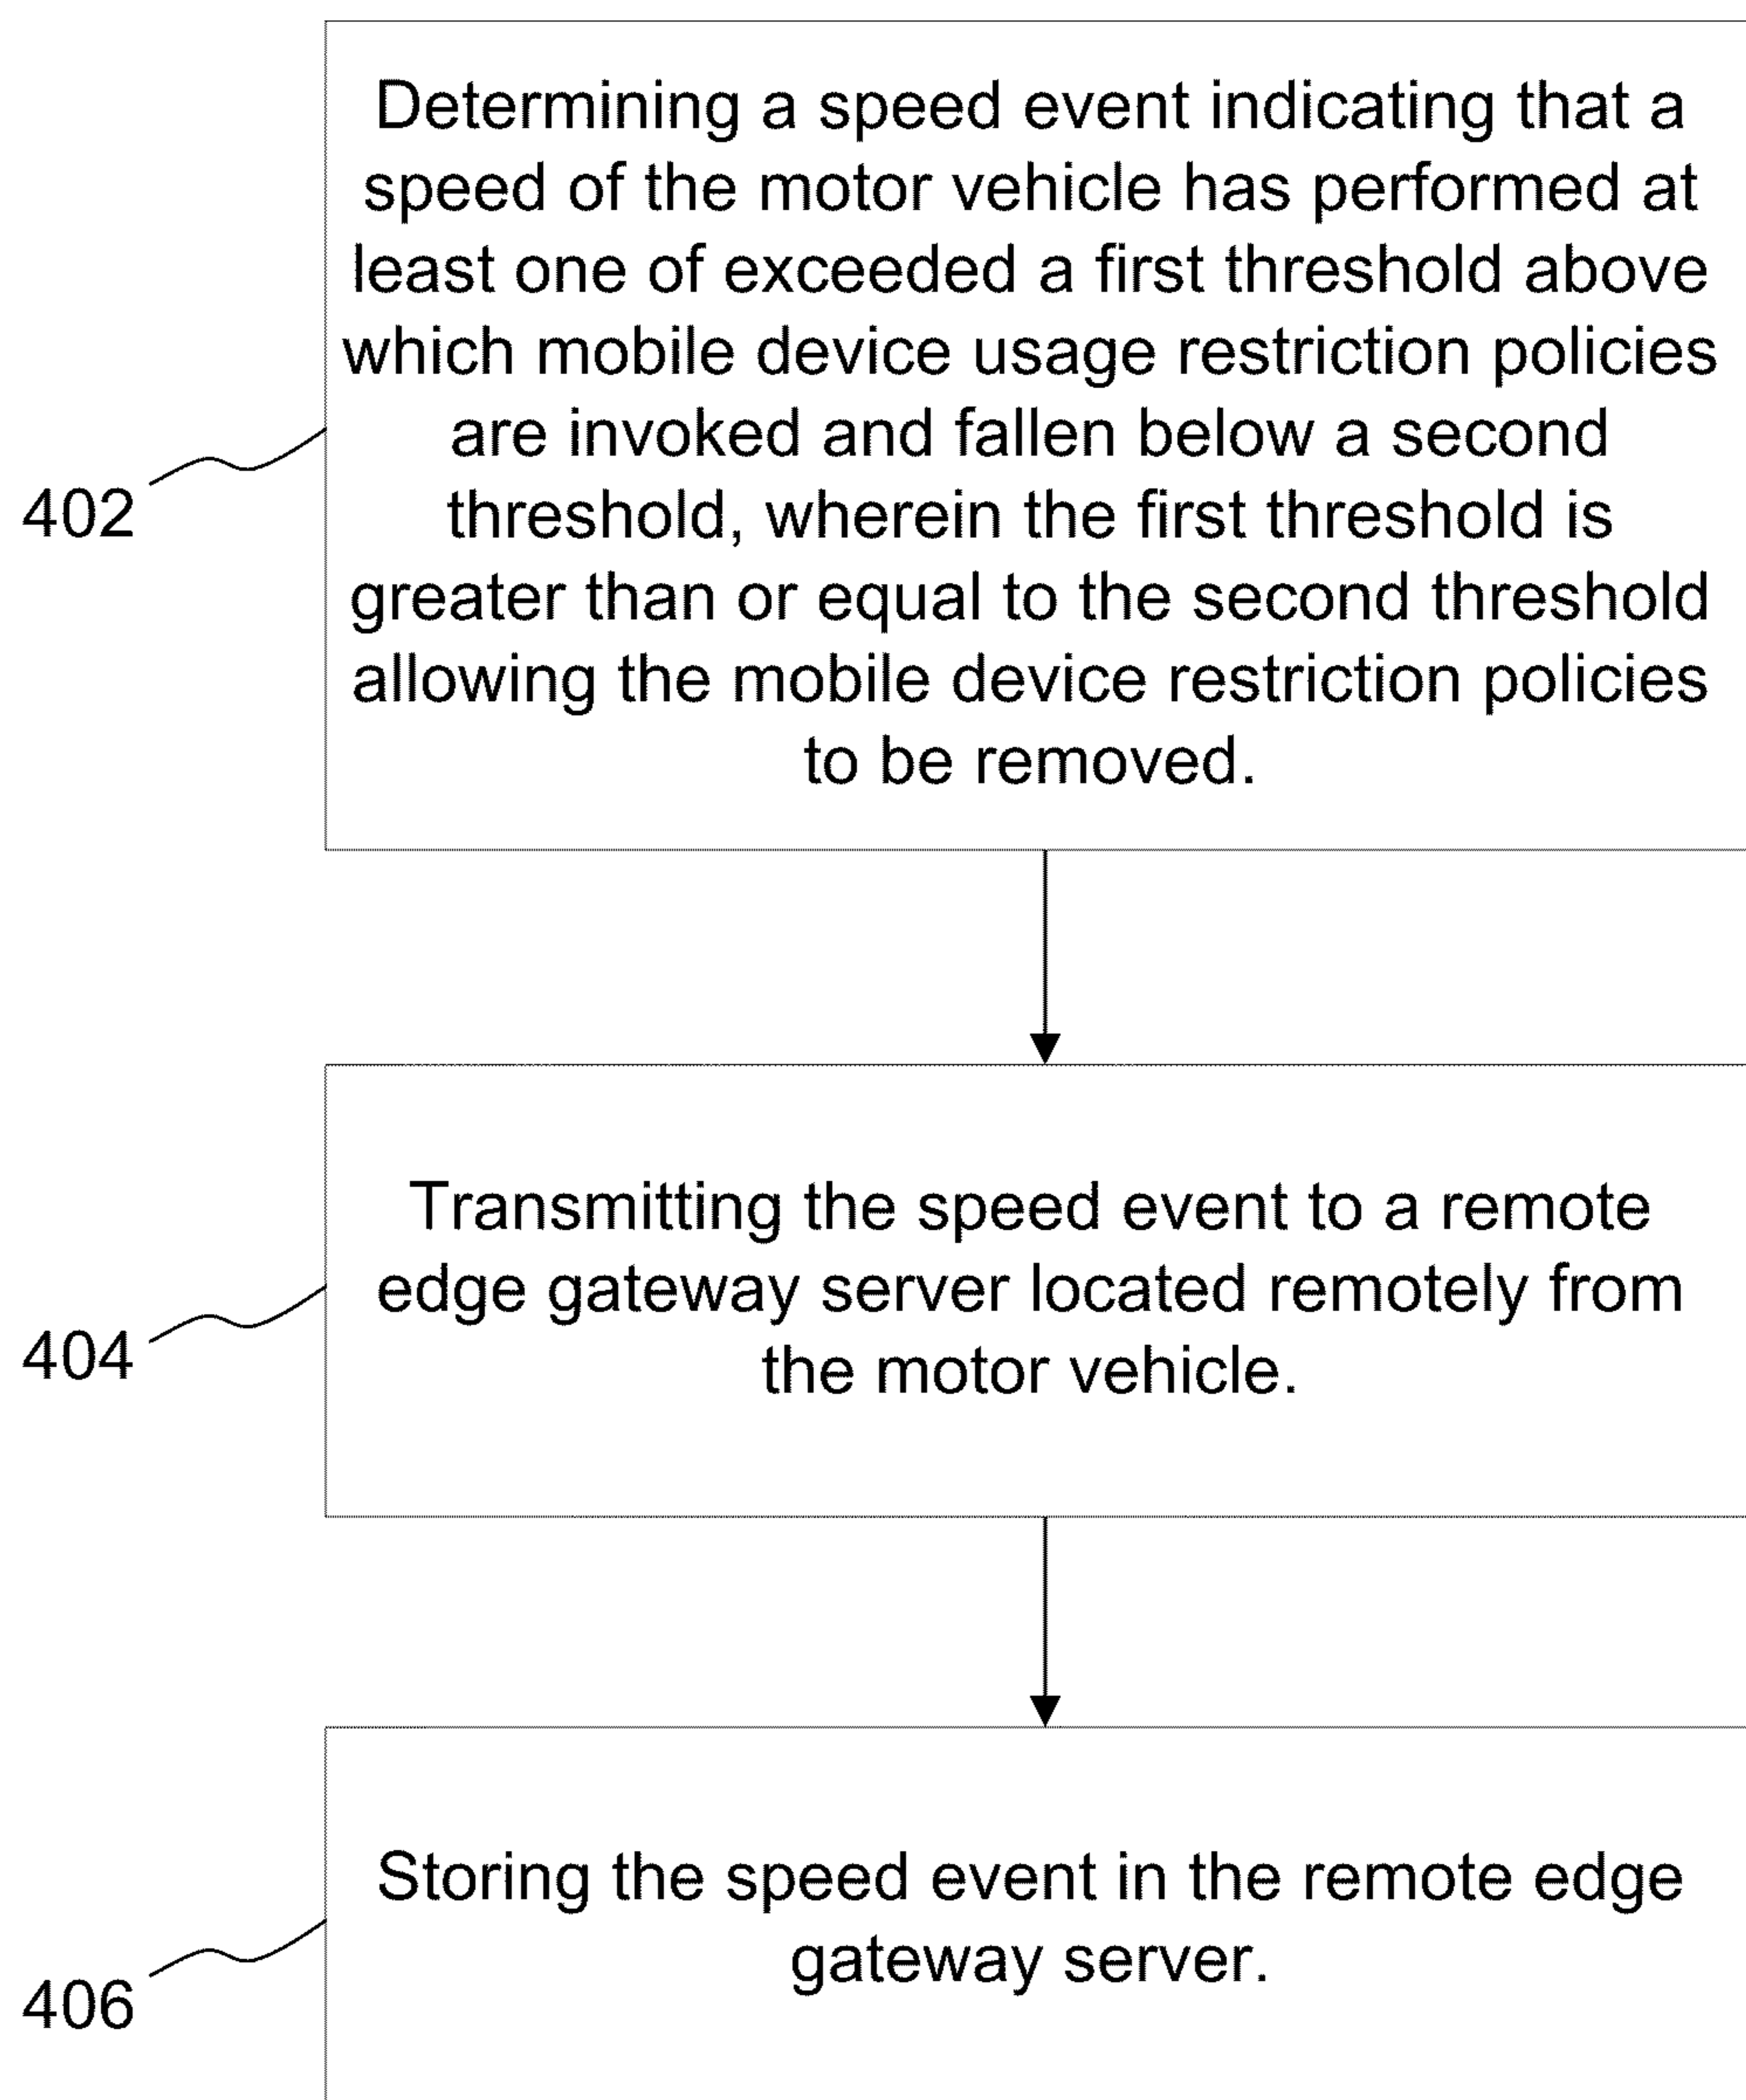 Determining a speed event indicating that a
speed of the motor vehicle has performed at
least one of exceeded a first threshold above
which mobile device usage restriction policies
are invoked and fallen below a second
threshold, wherein the first threshold is
greater than or equal to the second threshold
allowing the mobile device restriction policies
to be removed.
402
Transmitting the speed event to a remote
edge gateway server located remotely from
the motor vehicle.
404
Storing the speed event in the remote edge
gateway server.
406